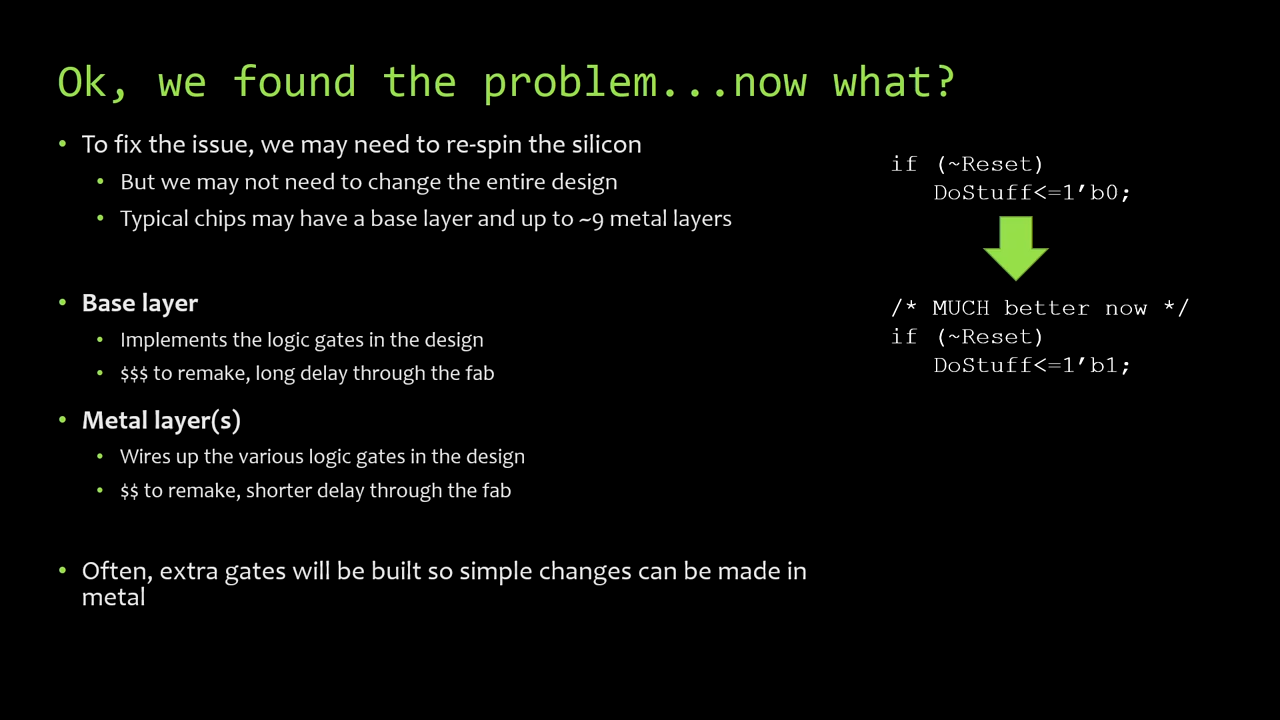 Ok, we found the problem...now what?
• To fix the issue, we may need to re-spin the silicon
• But we may not need to change the entire design
• Typical chips may have a base layer and up to ~9 metal layers
• Base layer
• Implements the logic gates in the design
• $$$ to remake, long delay through the fab
• Metal layer(s)
• Wires up the various logic gates in the design
• $$ to remake, shorter delay through the fab
• Often, extra gates will be built so simple changes can be made in
metal
if (~Reset)
DoStuff<=1’b0;
/* MUCH better now */
if (~Reset)
DoStuff<=1’b1;